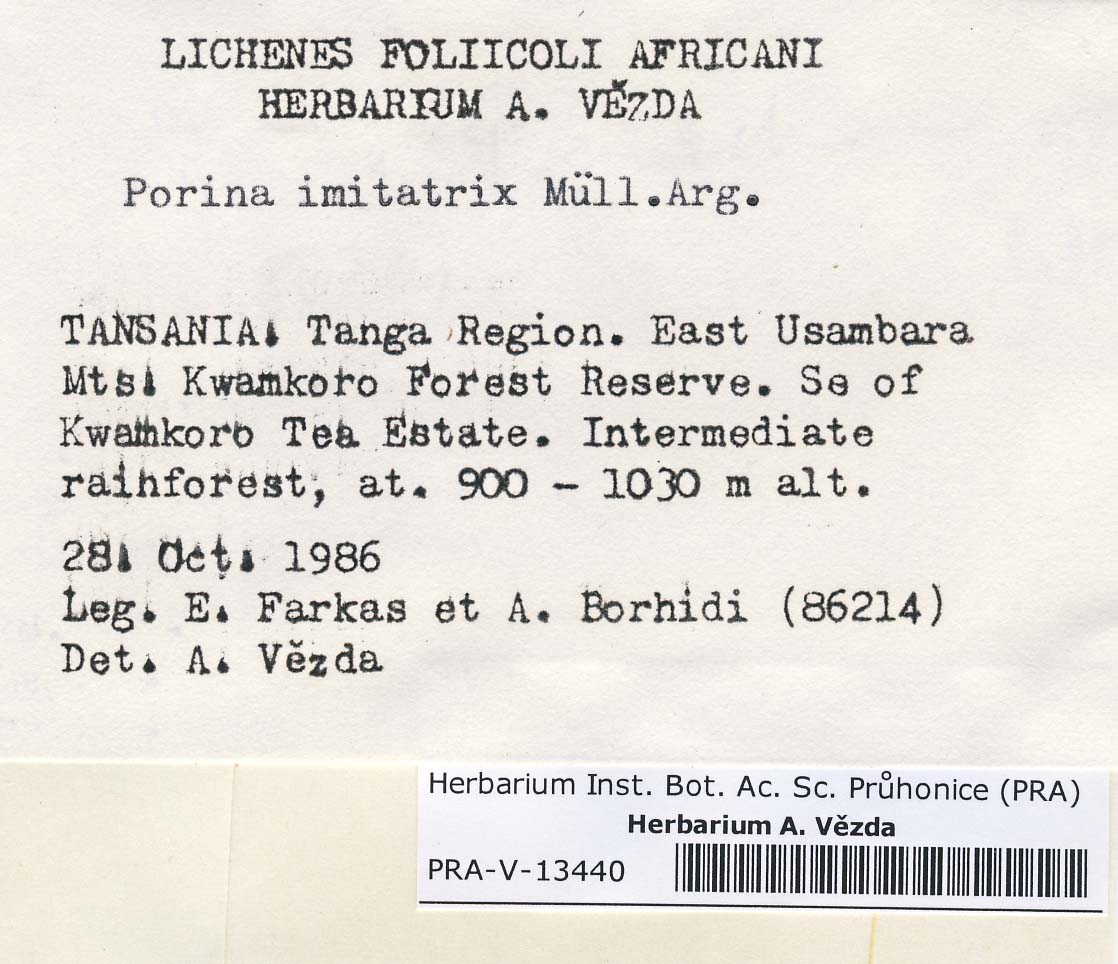 LICHENES FOLIICOLI AFRICANI
HERBARIUM A. VĚZDA
Porina imitatrix Müll.Arg.
TANSANIA. Tanga Region. East Usambara
Mts. Kwamkoro Forest Reserve. Se of
Kwamkoro Tea Estate. Intermediate
rainforest, at. 900 - 1030 m alt.
28. Oct. 1986
Leg. E. Farkas et A. Borhidi (86214)
Det. A. Vězda
Herbarium Inst. Bot. Ac. Sc. Průhonice (PRA)
Herbarium A. Vězda
PRA-V-13440